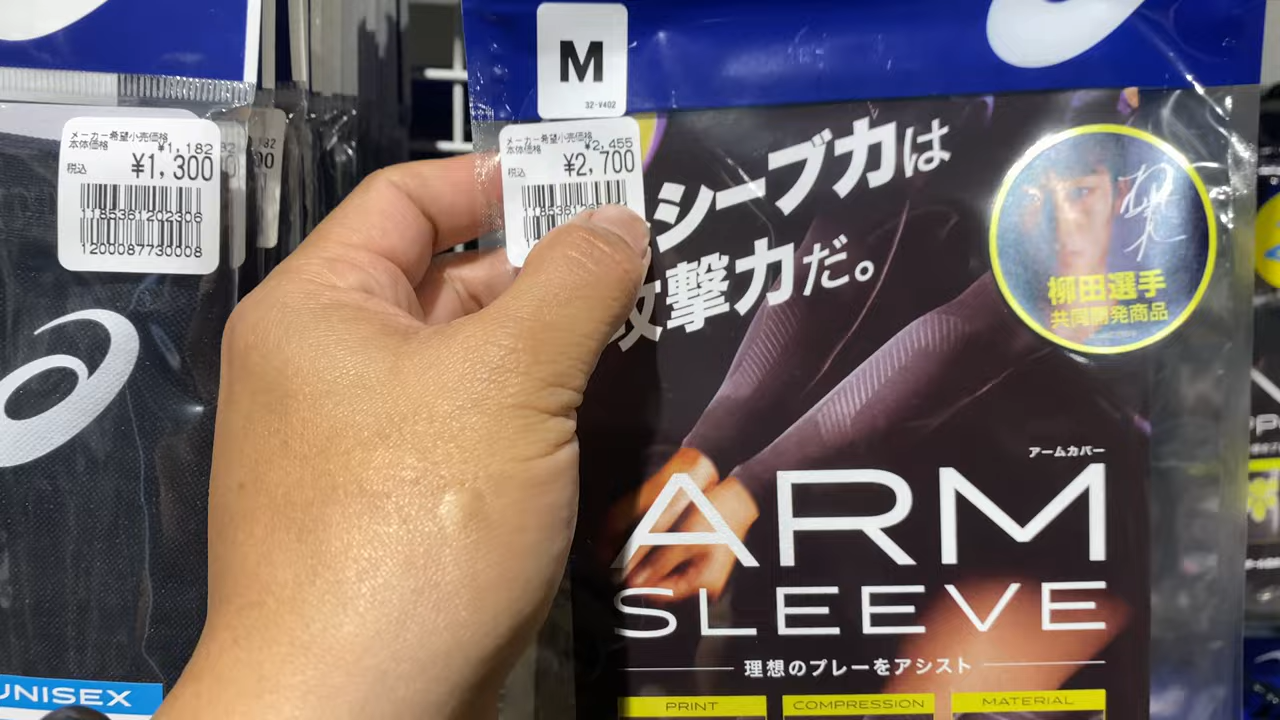 メーカー希望小売価格
本体価格 ¥1,182
税込 ¥1,300
1185361202306
1200087730008
UNISEX
M
32-V402
メーカー希望小売価格
本体価格 ¥2,455
税込 ¥2,700
シーブ力は
攻撃力だ。
柳田選手
共同開発商品
アームカバー
ARM
SLEEVE
理想のプレーをアシスト
PRINT
COMPRESSION
MATERIAL